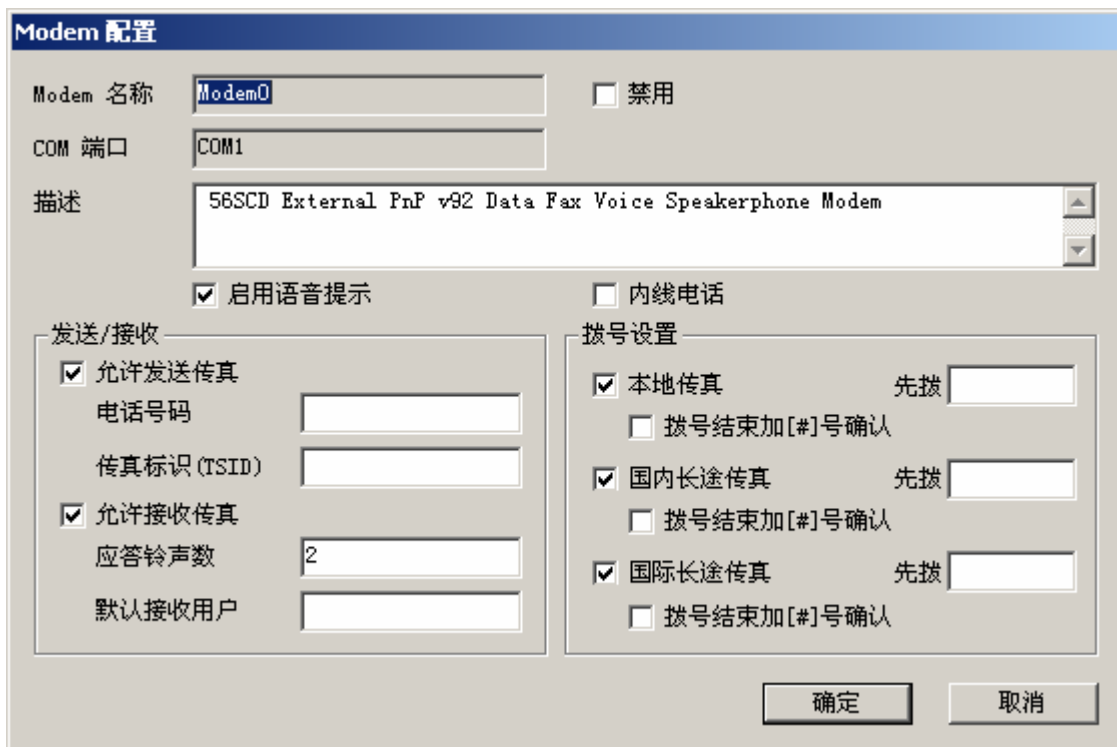 Modem 配置
Modem 名称 Modem0 禁用
COM 端口 COM1
描述 56SCD External PnP v92 Data Fax Voice Speakerphone Modem
启用语音提示 内线电话
发送/接收 拨号设置
允许发送传真 本地传真 先拨
电话号码 拨号结束加[#]号确认
传真标识(TSID) 国内长途传真 先拨
允许接收传真 拨号结束加[#]号确认
应答铃声数 2 国际长途传真 先拨
默认接收用户 拨号结束加[#]号确认
确定 取消